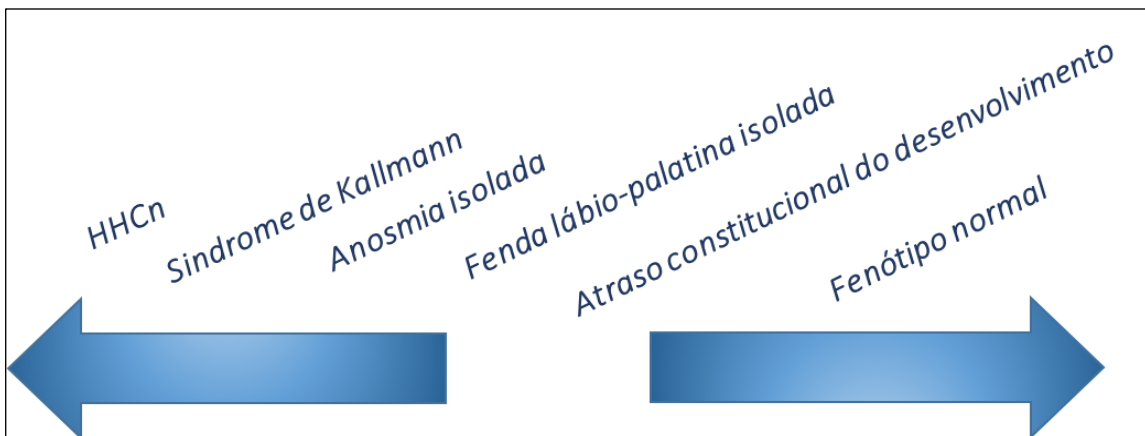 HHCn
Sindrome de Kallmann
Anosmia isolada
Fenda lábio-palatina isolada
Atraso constitucional do desenvolvimento
Fenótipo normal